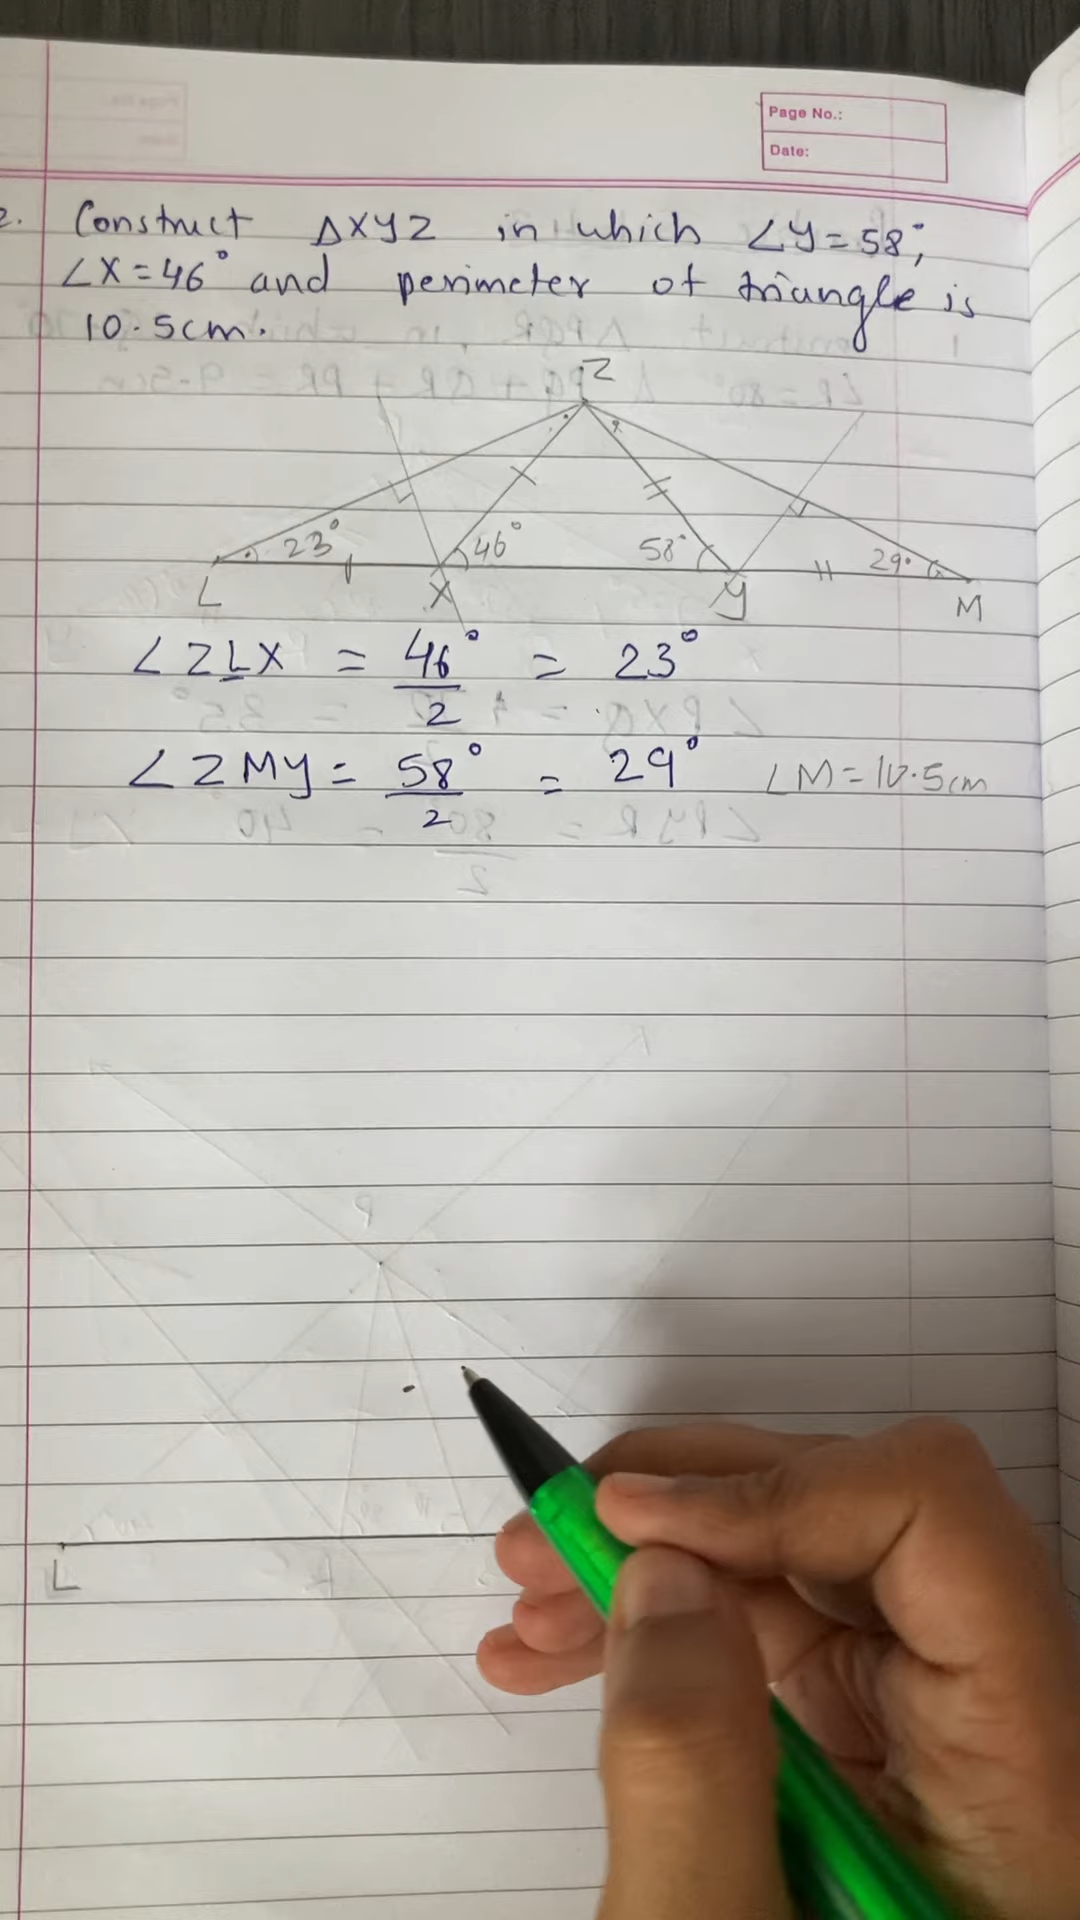 Page No.:
Date:
2. Construct △XYZ in which ∠Y=58°,
∠X=46° and perimeter of triangle is
10.5cm.
Z
23° 46° 58° 29°
L X Y M
∠ZLX = 46°/2 = 23°
∠ZMY = 58°/2 = 29° LM=10.5cm
L